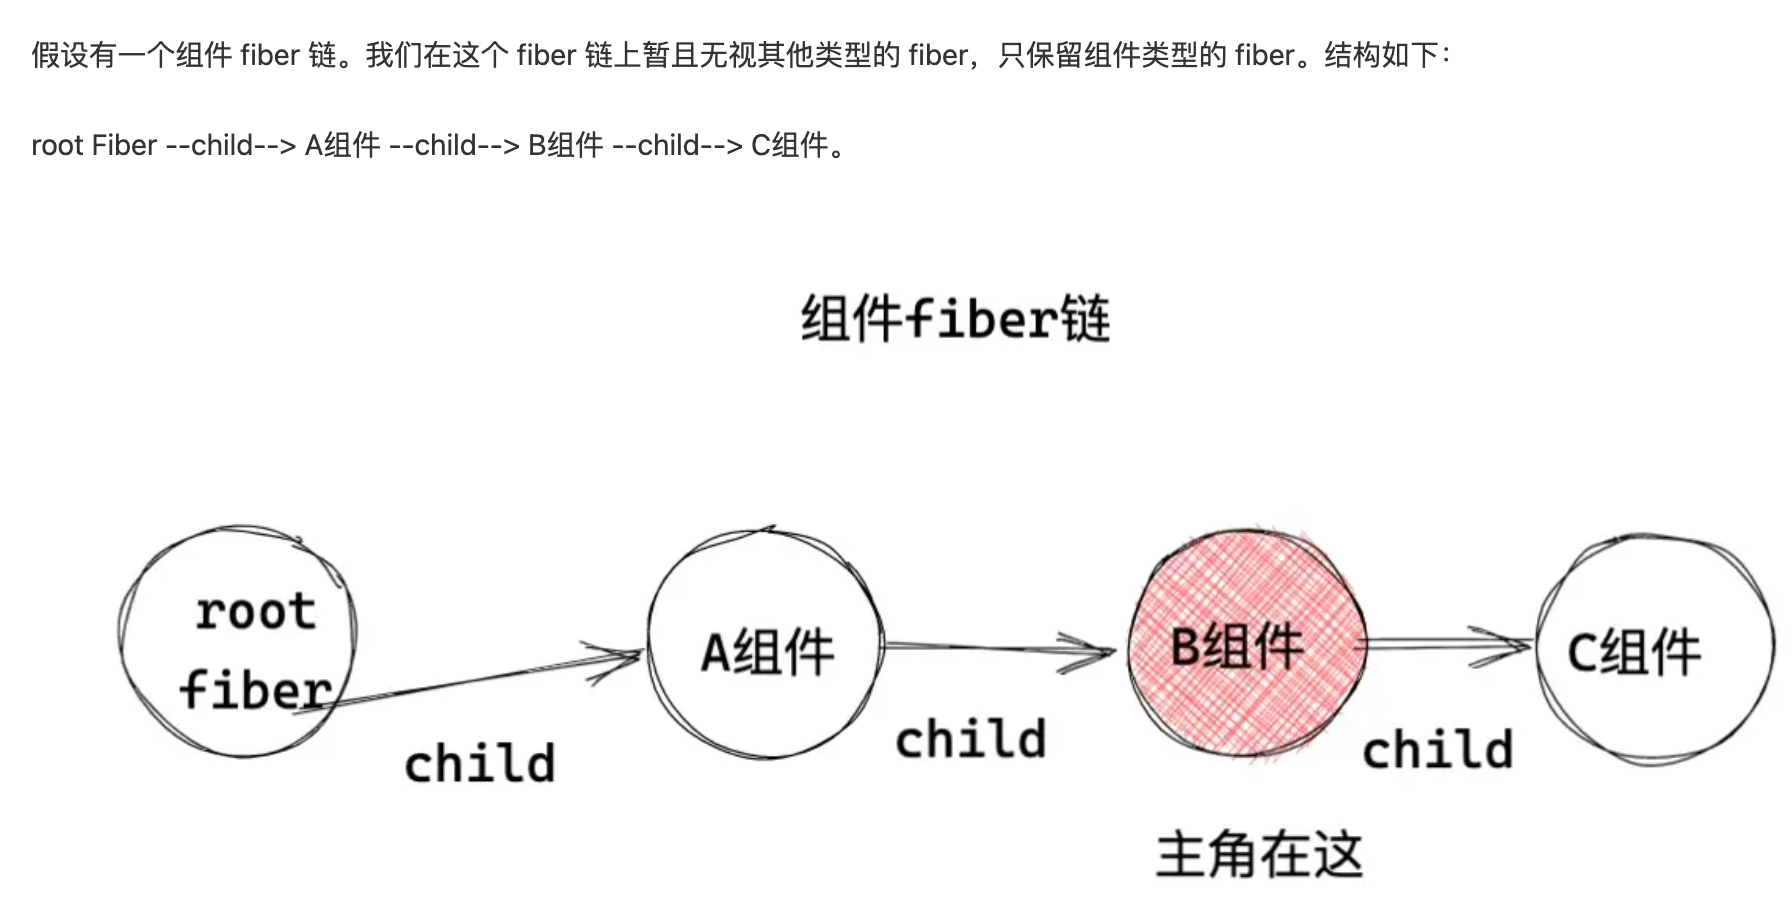 假设有一个组件 fiber 链。我们在这个 fiber 链上暂且无视其他类型的 fiber，只保留组件类型的 fiber。结构如下：
root Fiber --child--> A组件 --child--> B组件 --child--> C组件。
组件fiber链
root
fiber
A组件
B组件
C组件
child
child
child
主角在这